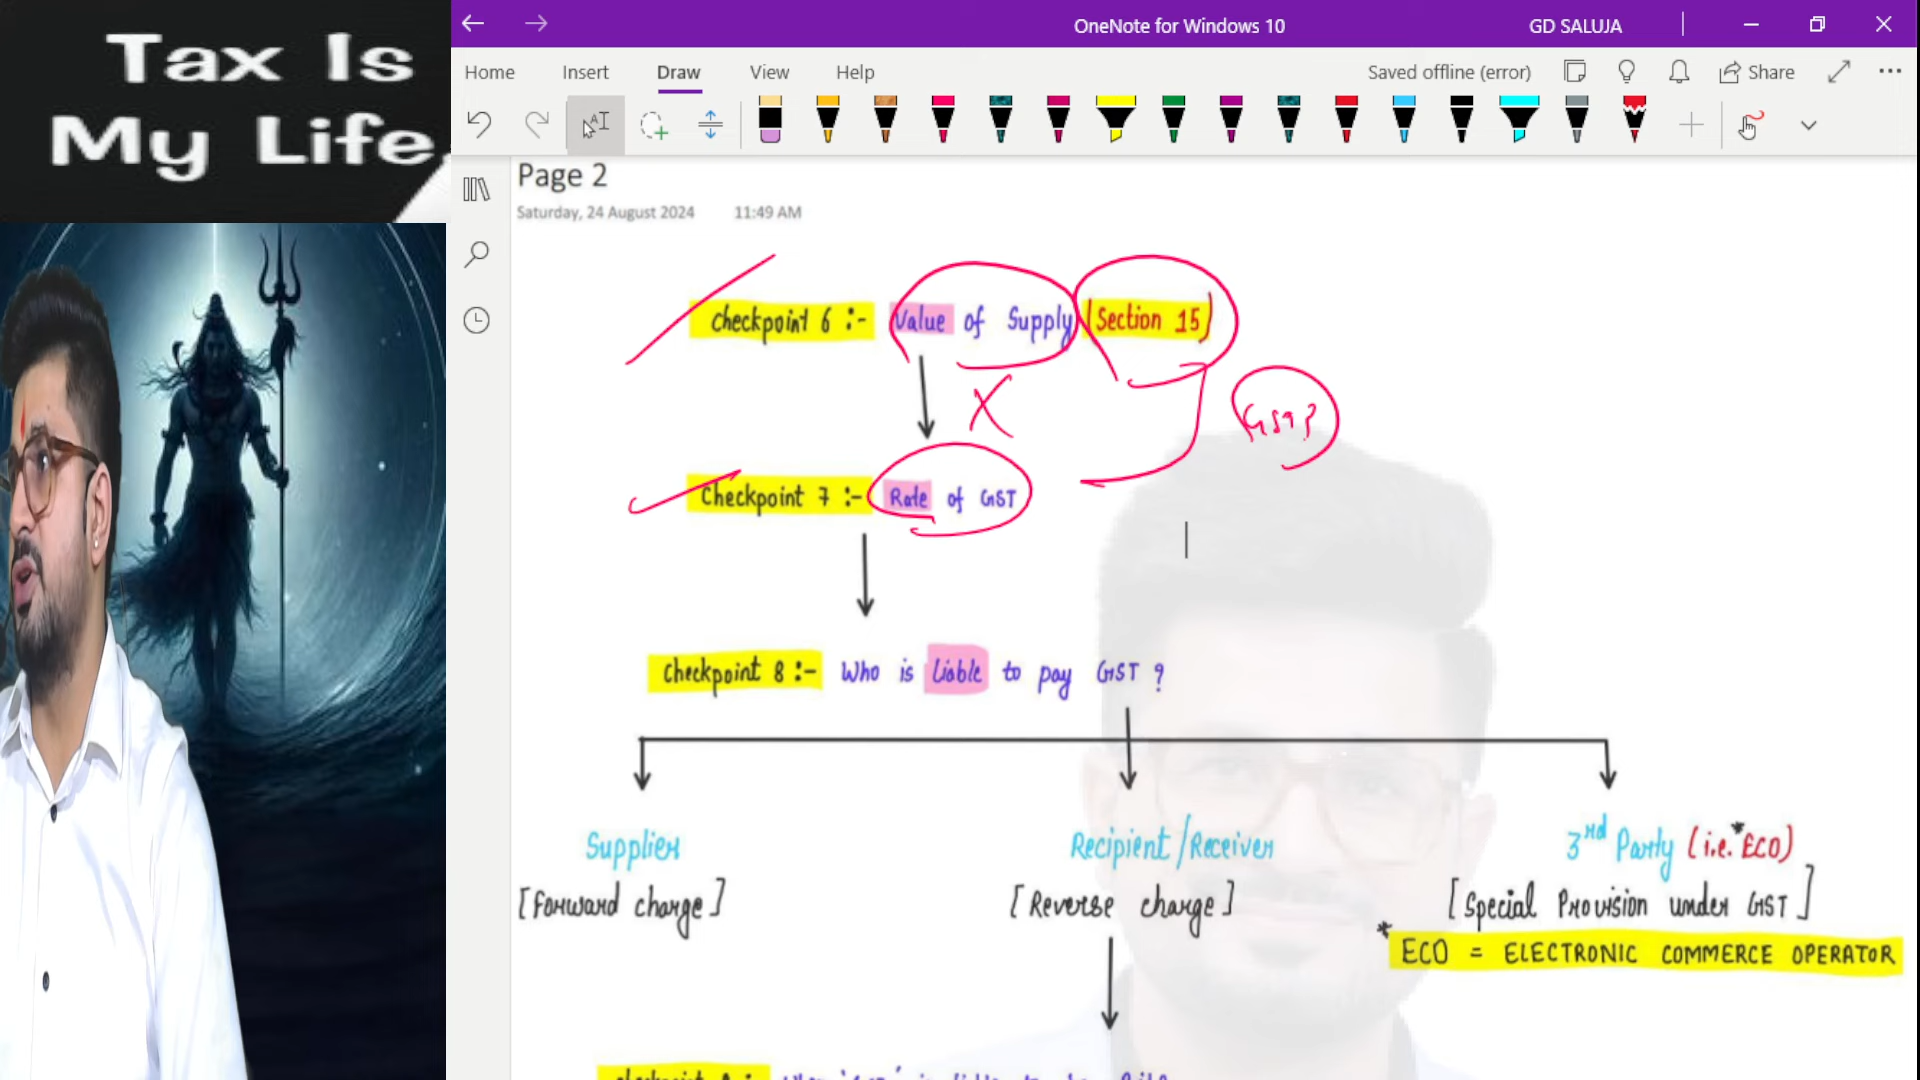 Tax Is
My Life.
OneNote for Windows 10
GD SALUJA
Home Insert Draw View Help
Saved offline (error)
Share
Page 2
Saturday, 24 August 2024 11:49 AM
Checkpoint 6 :- Value of Supply (Section 15)
X
GST?
Checkpoint 7 :- Rate of GST
Checkpoint 8 :- Who is liable to pay GST ?
Supplier
[Forward charge]
Recipient/Receiver
[Reverse charge]
3rd Party (i.e. *ECO)
[Special Provision under GST]
* ECO = ELECTRONIC COMMERCE OPERATOR